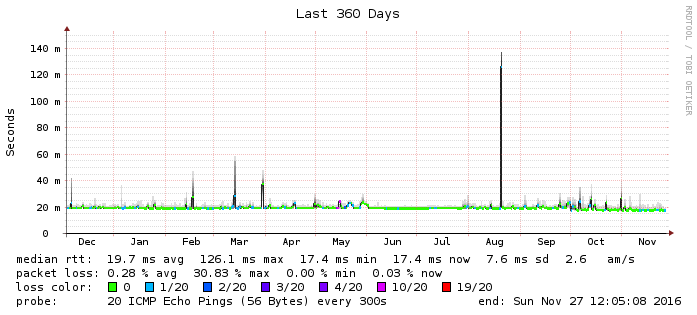 Last 360 Days
RRDTOOL / TOBI OETIKER
Seconds
140 m
120 m
100 m
80 m
60 m
40 m
20 m
0
Dec Jan Feb Mar Apr May Jun Jul Aug Sep Oct Nov
median rtt: 19.7 ms avg 126.1 ms max 17.4 ms min 17.4 ms now 7.6 ms sd 2.6 am/s
packet loss: 0.28 % avg 30.83 % max 0.00 % min 0.03 % now
loss color: 0 1/20 2/20 3/20 4/20 10/20 19/20
probe: 20 ICMP Echo Pings (56 Bytes) every 300s end: Sun Nov 27 12:05:08 2016